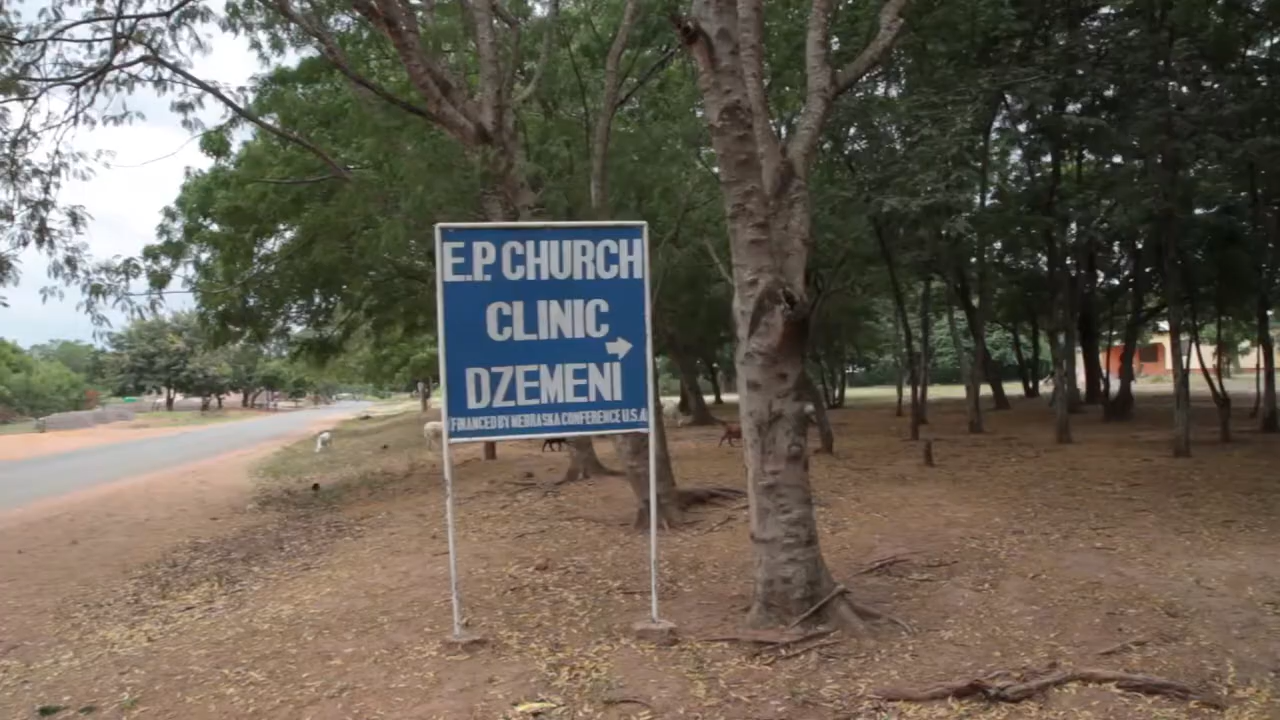 E.P. CHURCH
CLINIC
DZEMENI
FINANCED BY NEBRASKA CONFERENCE U.S.A